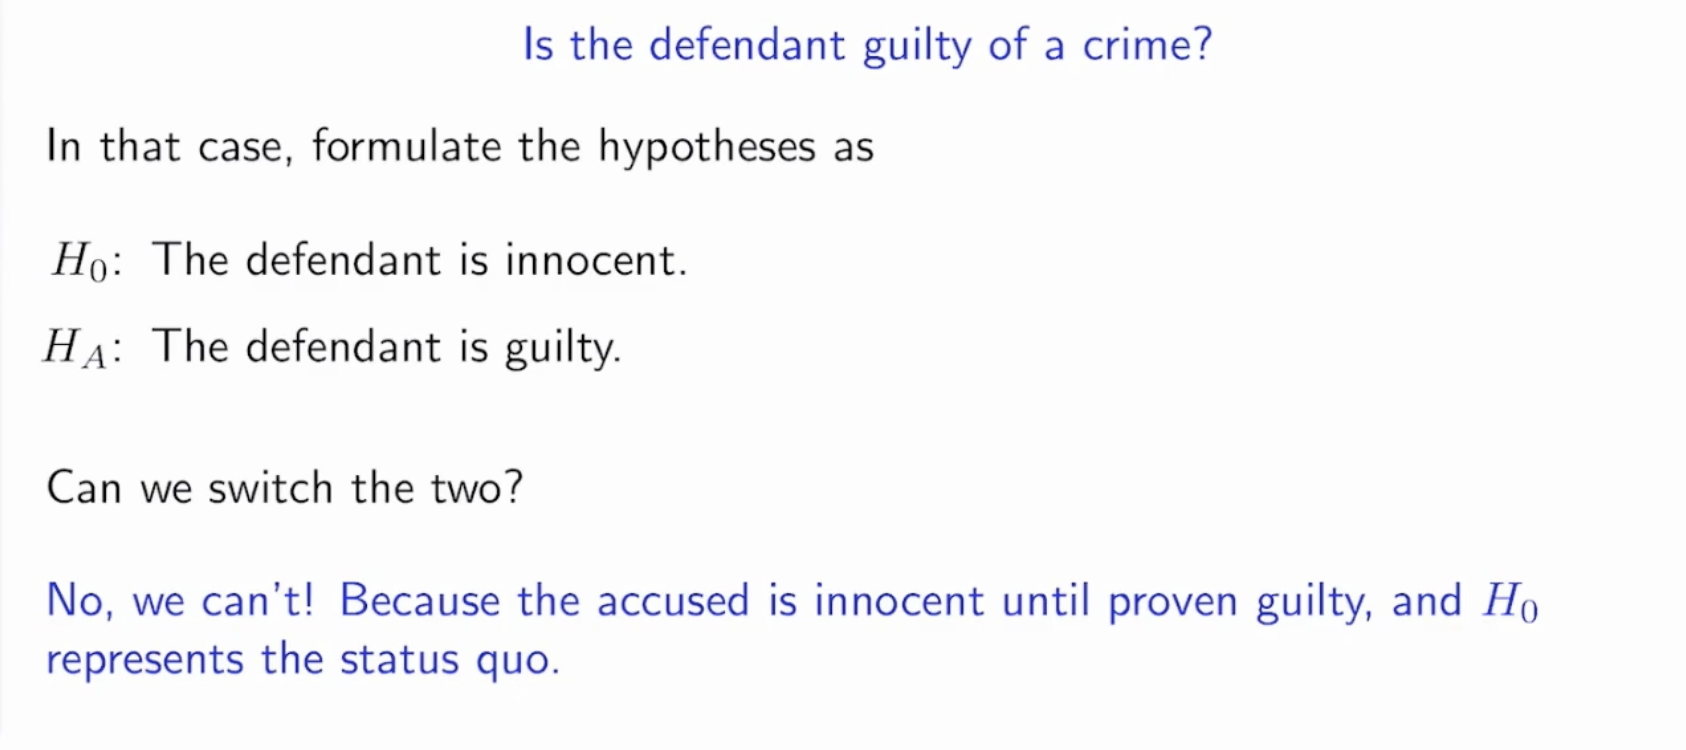 Is the defendant guilty of a crime?
In that case, formulate the hypotheses as
H₀: The defendant is innocent.
H_A: The defendant is guilty.
Can we switch the two?
No, we can't! Because the accused is innocent until proven guilty, and H₀
represents the status quo.